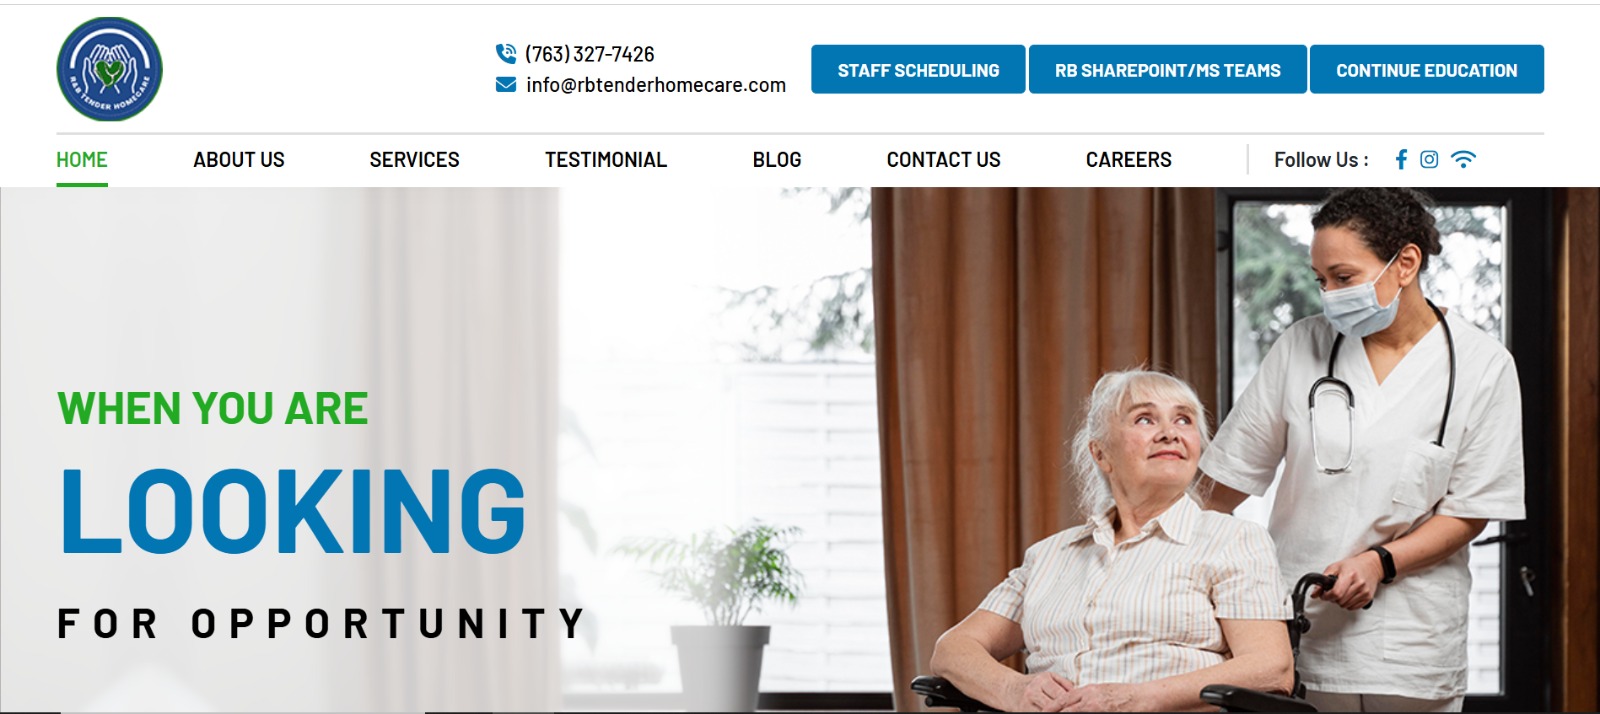 RB TENDER HOMECARE
(763) 327-7426
info@rbtenderhomecare.com
STAFF SCHEDULING
RB SHAREPOINT/MS TEAMS
CONTINUE EDUCATION
HOME
ABOUT US
SERVICES
TESTIMONIAL
BLOG
CONTACT US
CAREERS
Follow Us :
WHEN YOU ARE
LOOKING
FOR OPPORTUNITY